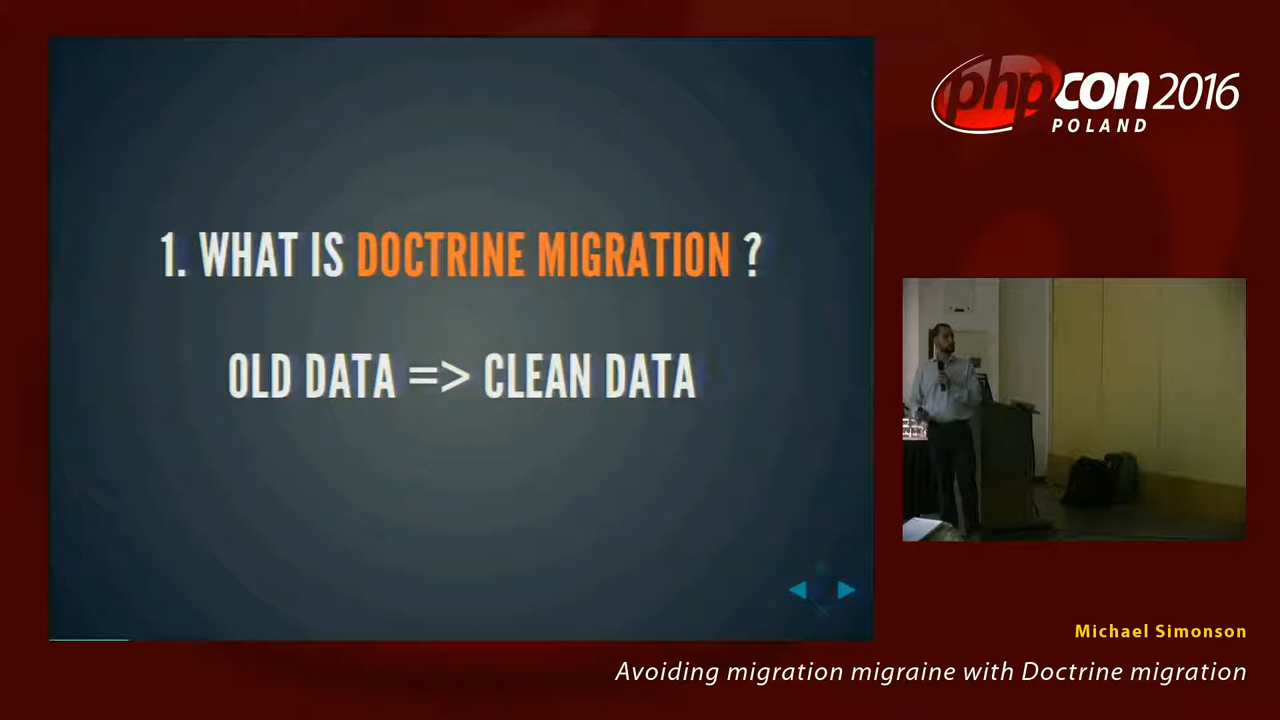 1. WHAT IS DOCTRINE MIGRATION ?
OLD DATA => CLEAN DATA
phpcon 2016
POLAND
Michael Simonson
Avoiding migration migraine with Doctrine migration